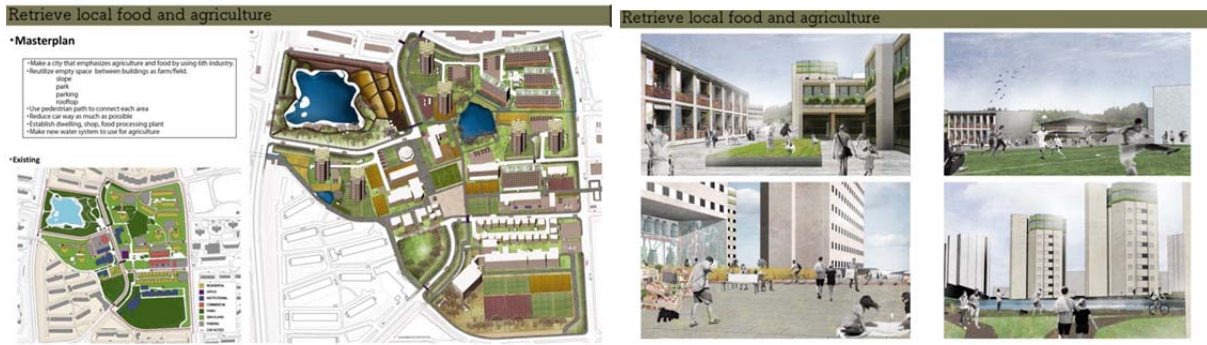 Retrieve local food and agriculture
•Masterplan
•Make a city that emphasizes agriculture and food by using 6th industry.
•Reutilize empty space between buildings as farm/field.
slope
park
parking
rooftop
•Use pedestrian path to connect each area
•Reduce car way as much as possible
•Establish dwelling, shop, food processing plant
•Make new water system to use for agriculture
•Existing
RESIDENTIAL
OFFICE
INSTITUTIONAL
COMMERCIAL
PARKS
PARKING
Retrieve local food and agriculture